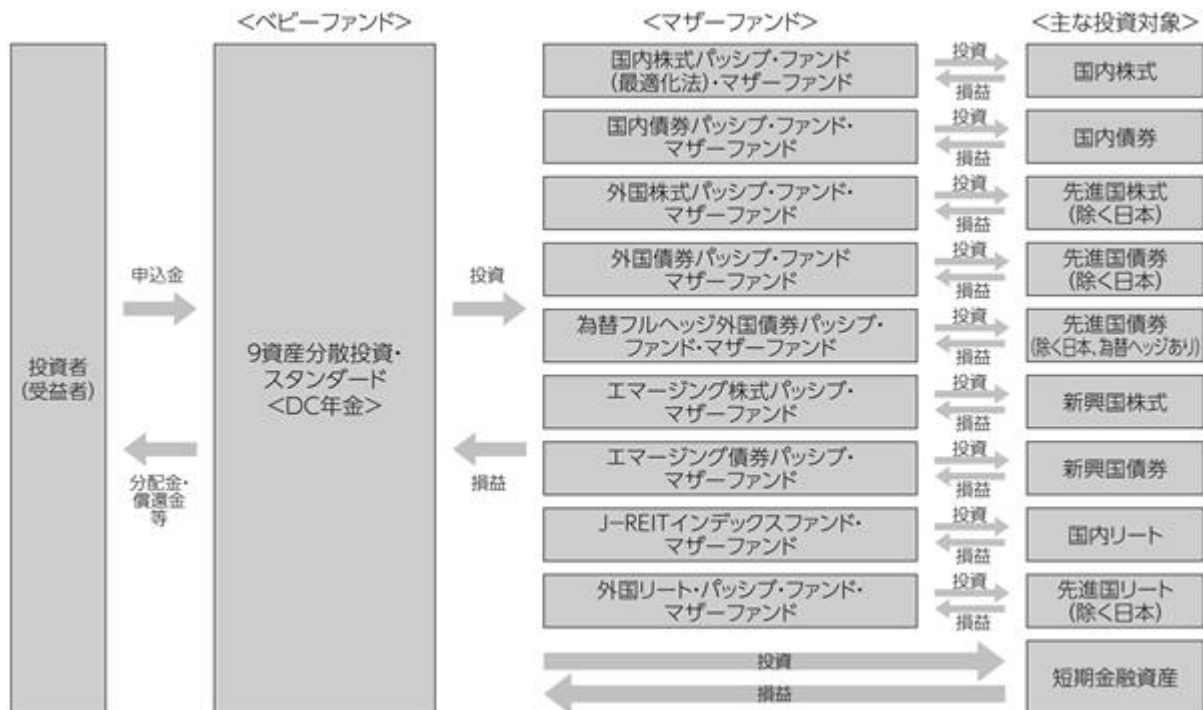 <ベビーファンド>
<マザーファンド>
<主な投資対象>
投資者
(受益者)
申込金
分配金・
償還金
等
9資産分散投資・
スタンダード
<DC年金>
投資
損益
国内株式パッシブ・ファンド
(最適化法)・マザーファンド
投資
損益
国内株式
国内債券パッシブ・ファンド・
マザーファンド
投資
損益
国内債券
外国株式パッシブ・ファンド・
マザーファンド
投資
損益
先進国株式
(除く日本)
外国債券パッシブ・ファンド
マザーファンド
投資
損益
先進国債券
(除く日本)
為替フルヘッジ外国債券パッシブ・
ファンド・マザーファンド
投資
損益
先進国債券
(除く日本、為替ヘッジあり)
エマージング株式パッシブ・
マザーファンド
投資
損益
新興国株式
エマージング債券パッシブ・
マザーファンド
投資
損益
新興国債券
J-REITインデックスファンド・
マザーファンド
投資
損益
国内リート
外国リート・パッシブ・ファンド・
マザーファンド
投資
損益
先進国リート
(除く日本)
投資
損益
短期金融資産